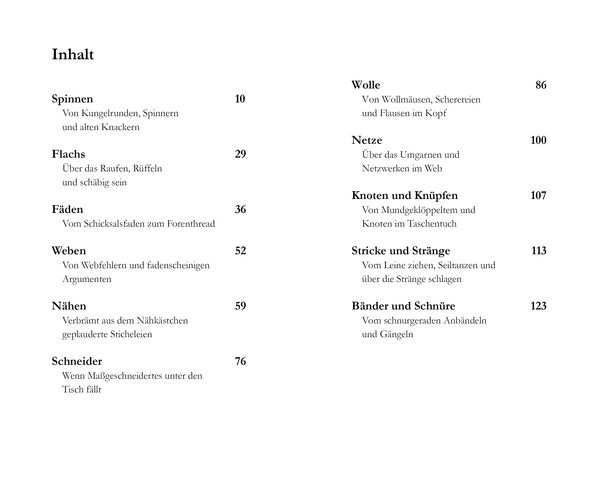 Inhalt
Spinnen 10
Von Kungelrunden, Spinnern
und alten Knackern
Flachs 29
Über das Raufen, Rüffeln
und schäbig sein
Fäden 36
Vom Schicksalsfaden zum Forenthread
Weben 52
Von Webfehlern und fadenscheinigen
Argumenten
Nähen 59
Verbrämt aus dem Nähkästchen
geplauderte Sticheleien
Schneider 76
Wenn Maßgeschneidertes unter den
Tisch fällt
Wolle 86
Von Wollmäusen, Scherereien
und Flausen im Kopf
Netze 100
Über das Umgarnen und
Netzwerken im Web
Knoten und Knüpfen 107
Von Mundgeklöppeltem und
Knoten im Taschentuch
Stricke und Stränge 113
Vom Leine ziehen, Seiltanzen und
über die Stränge schlagen
Bänder und Schnüre 123
Vom schnurgeraden Anbändeln
und Gängeln